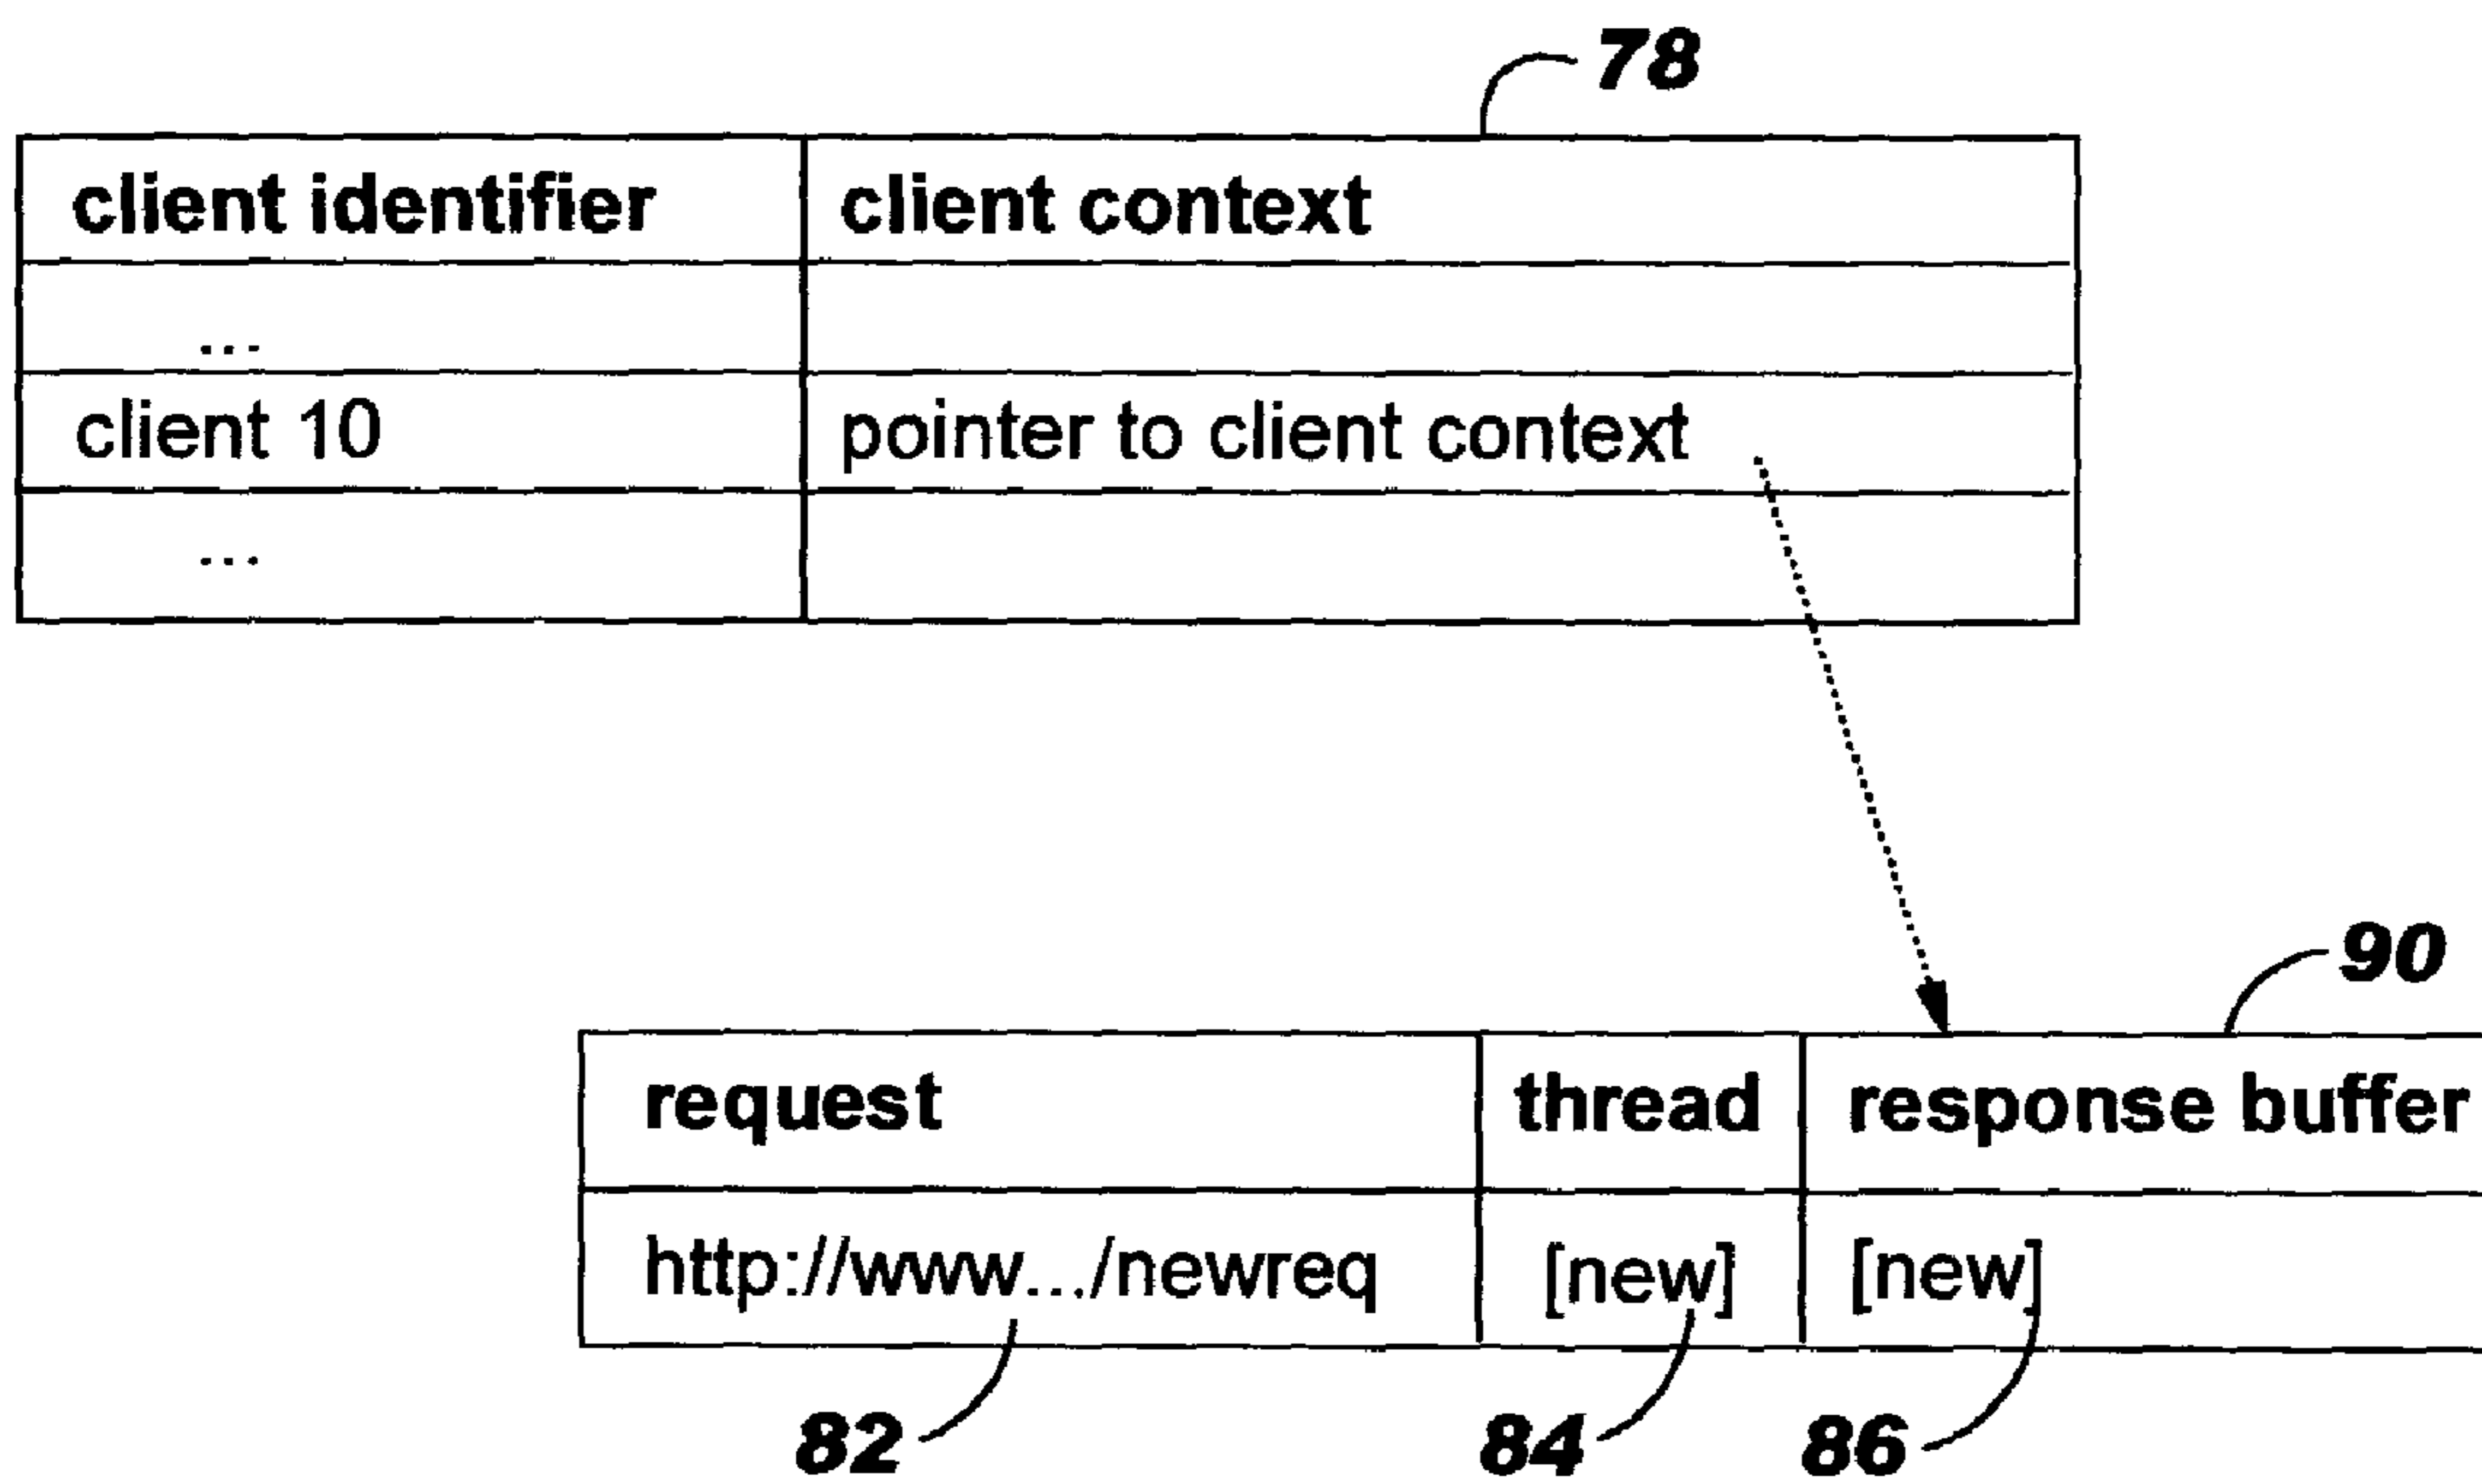 78
client identifier client context
...
client 10 pointer to client context
...
90
request thread response buffer
http://www.../newreq [new] [new]
82 84 86